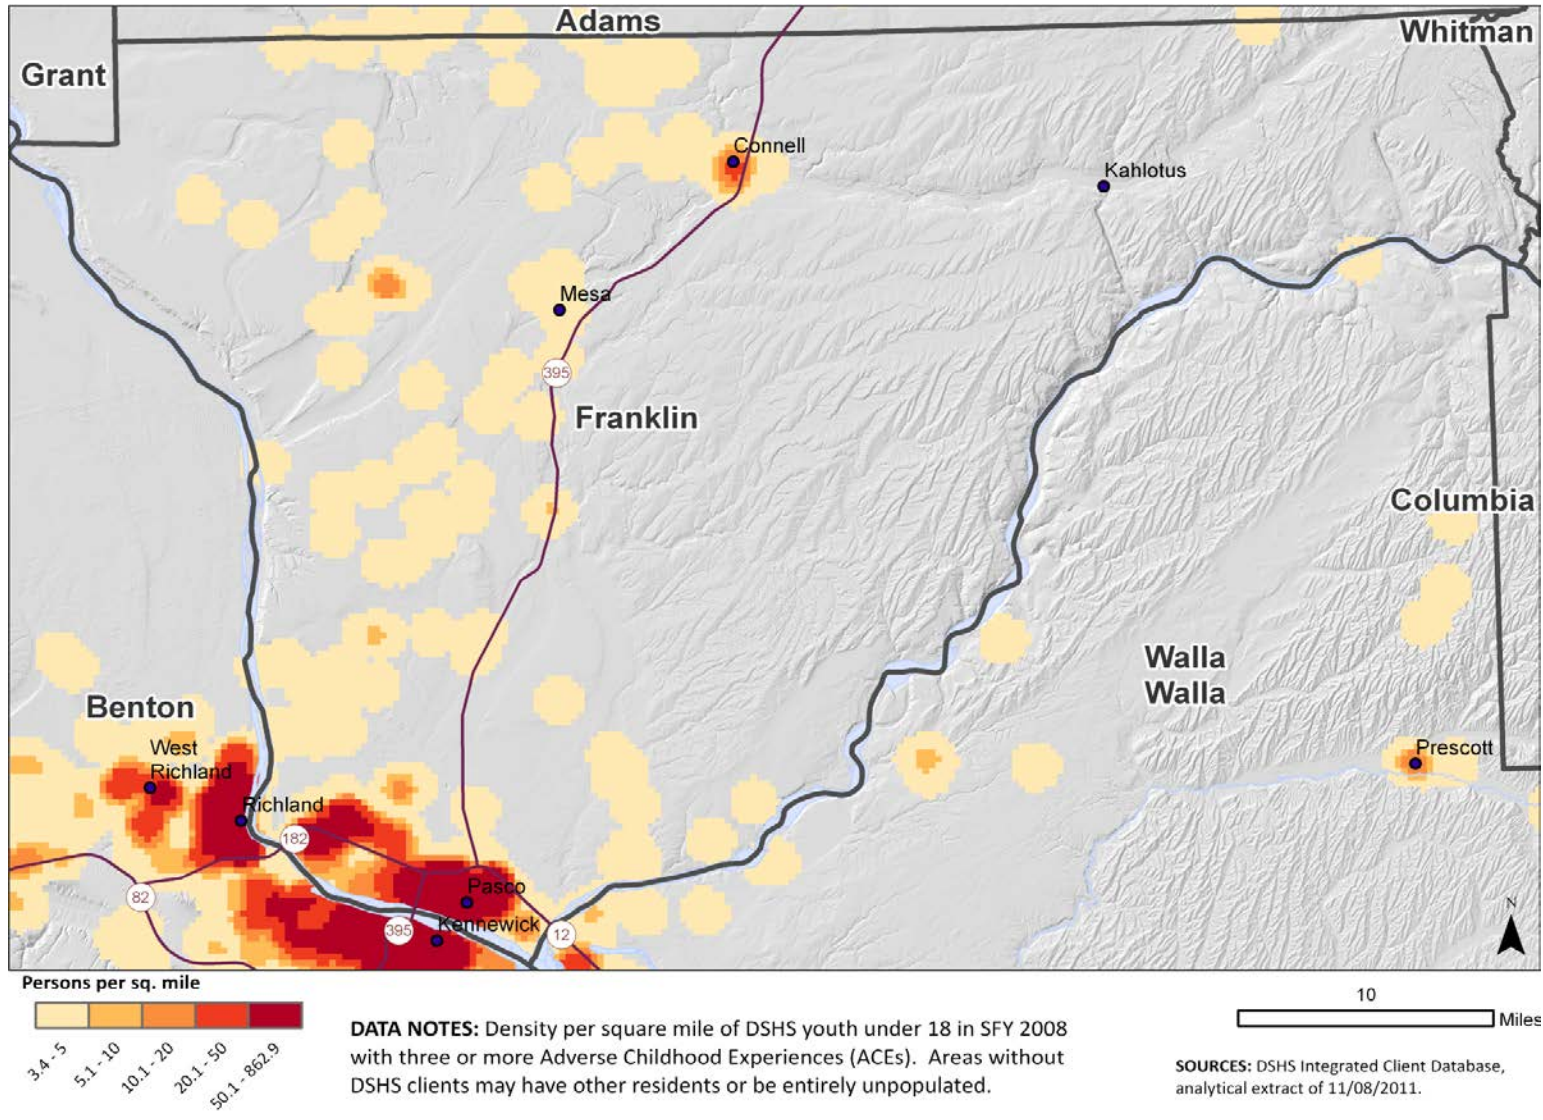 Adams
Whitman
Grant
Connell
Kahlotus
Mesa
395
Franklin
Columbia
Walla
Walla
Benton
West
Richland
Prescott
Richland
182
82
Pasco
Kennewick
395
12
N
Persons per sq. mile
3.4 - 5
5.1 - 10
10.1 - 20
20.1 - 50
50.1 - 862.9
DATA NOTES: Density per square mile of DSHS youth under 18 in SFY 2008
with three or more Adverse Childhood Experiences (ACEs). Areas without
DSHS clients may have other residents or be entirely unpopulated.
10
Miles
SOURCES: DSHS Integrated Client Database,
analytical extract of 11/08/2011.